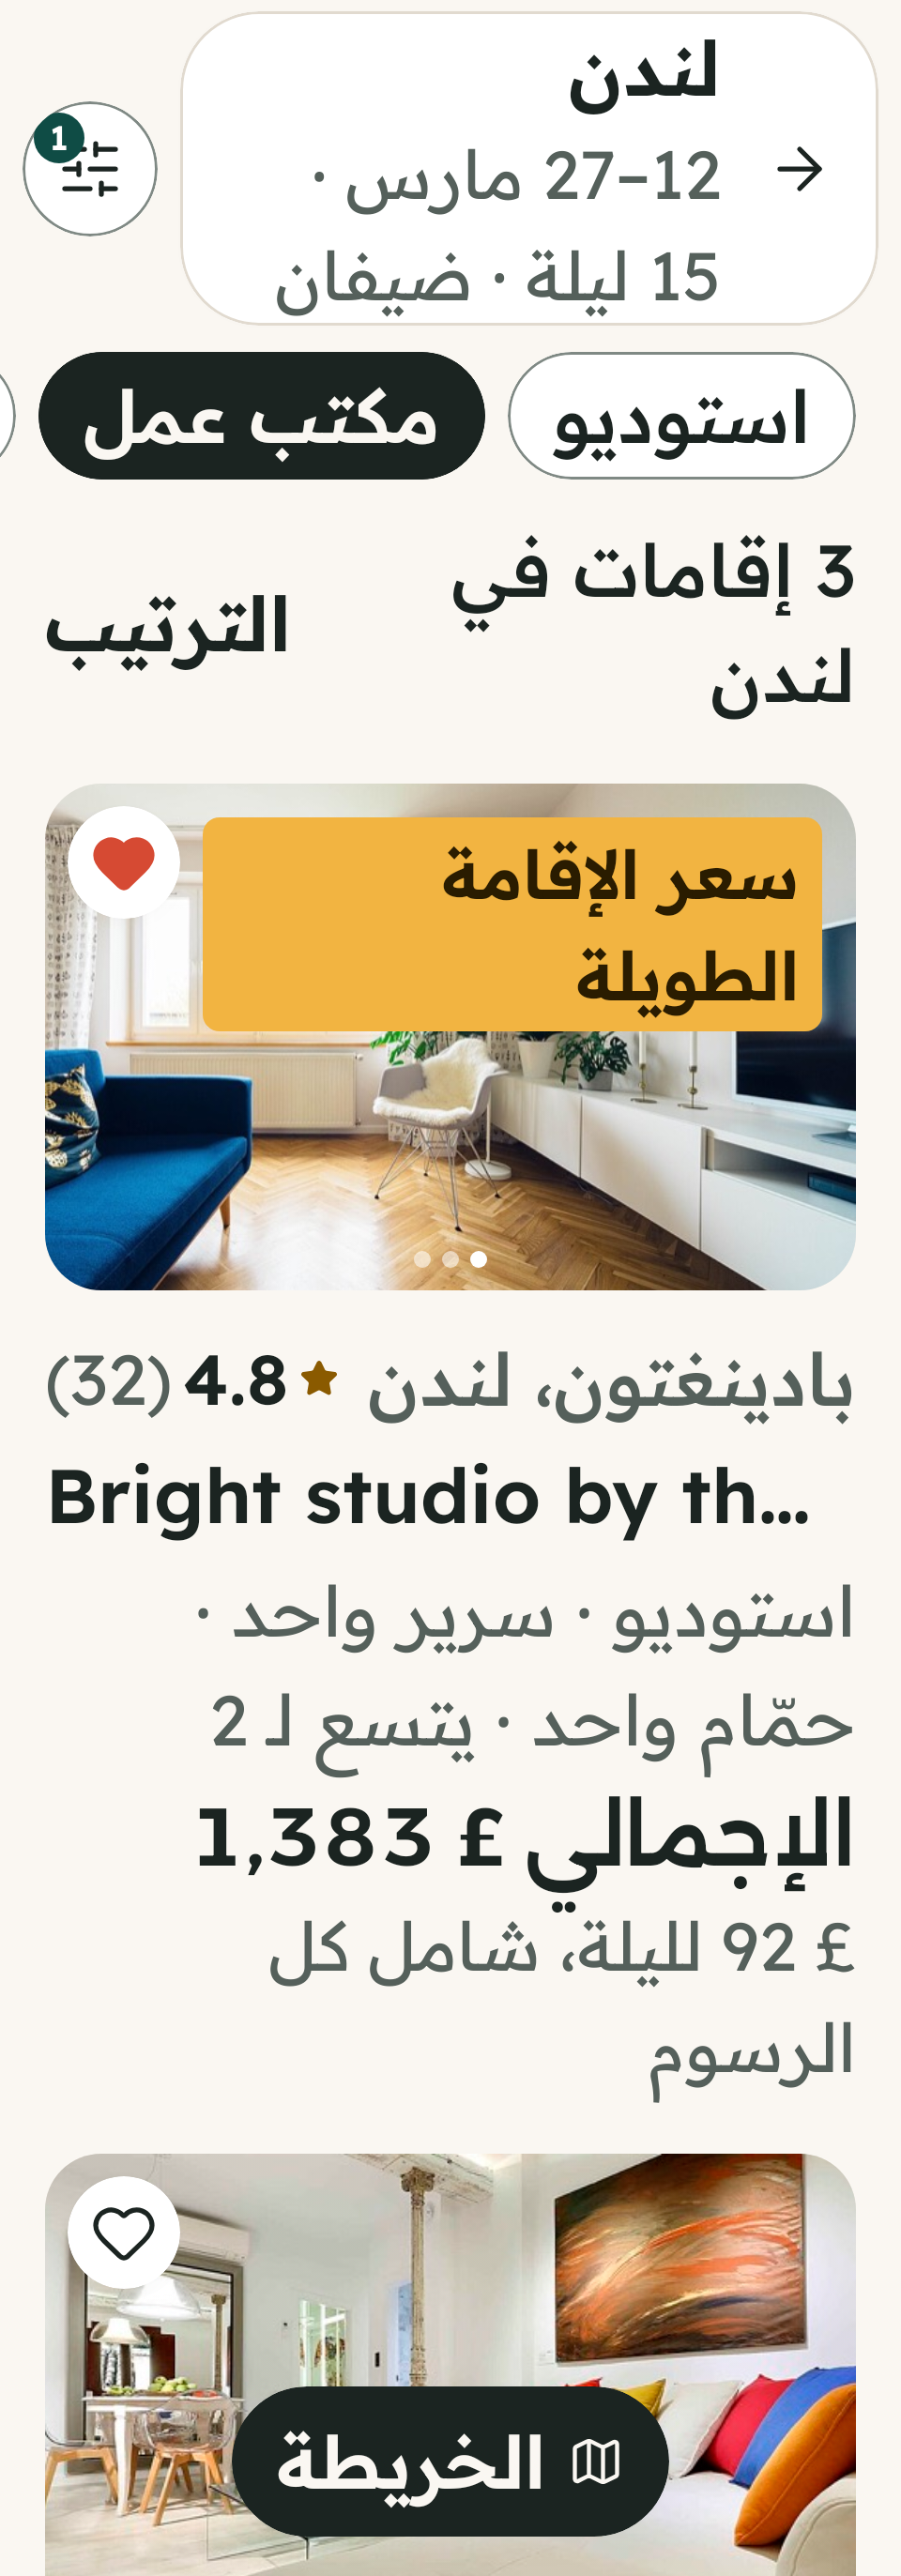 لندن
12–27 مارس ·
15 ليلة · ضيفان
1
استوديو
مكتب عمل
3 إقامات في
لندن
الترتيب
سعر الإقامة
الطويلة
بادينغتون، لندن
4.8 (32)
Bright studio by th...
استوديو · سرير واحد ·
حمّام واحد · يتسع لـ 2
الإجمالي £ 1,383
£ 92 لليلة، شامل كل
الرسوم
الخريطة